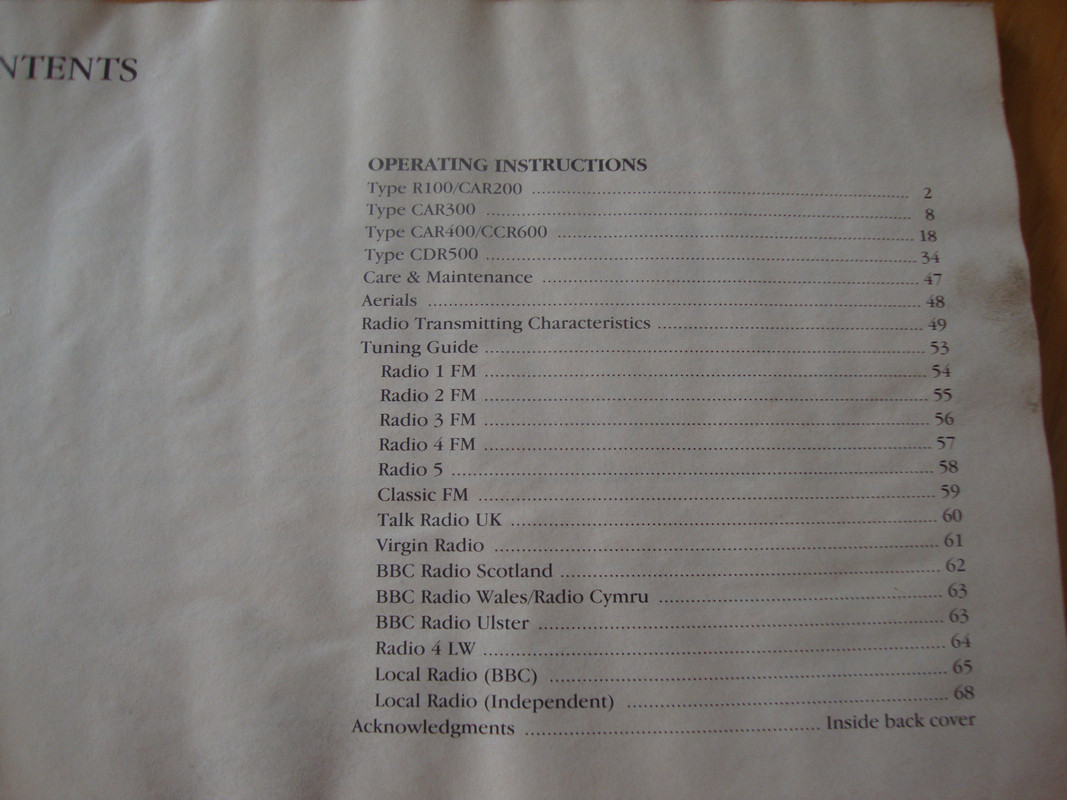 NTENTS
OPERATING INSTRUCTIONS
Type R100/CAR200 ........................ 2
Type CAR300 ........................ 8
Type CAR400/CCR600 ........................ 18
Type CDR500 ........................ 34
Care & Maintenance ........................ 47
Aerials ........................ 48
Radio Transmitting Characteristics ........................ 49
Tuning Guide ........................ 53
Radio 1 FM ........................ 54
Radio 2 FM ........................ 55
Radio 3 FM ........................ 56
Radio 4 FM ........................ 57
Radio 5 ........................ 58
Classic FM ........................ 59
Talk Radio UK ........................ 60
Virgin Radio ........................ 61
BBC Radio Scotland ........................ 62
BBC Radio Wales/Radio Cymru ........................ 63
BBC Radio Ulster ........................ 63
Radio 4 LW ........................ 64
Local Radio (BBC) ........................ 65
Local Radio (Independent) ........................ 68
Acknowledgments ........................ Inside back cover